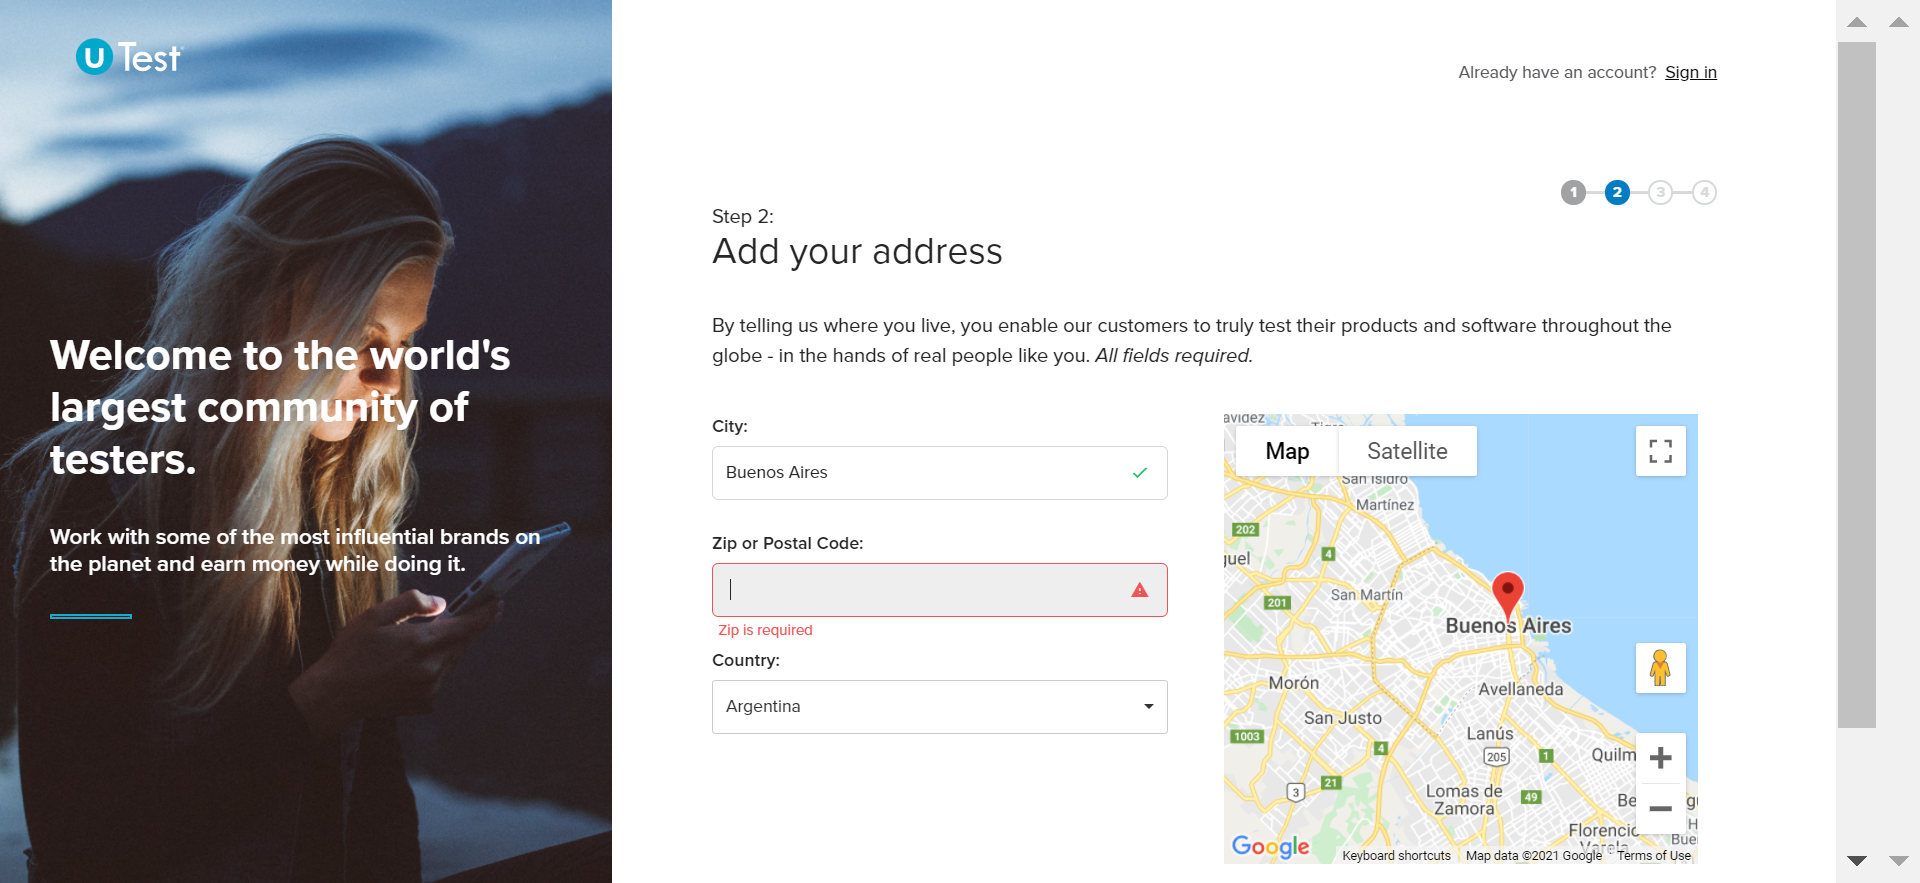 U Test
Already have an account? Sign in
1 2 3 4
Step 2:
Add your address
By telling us where you live, you enable our customers to truly test their products and software throughout the
globe - in the hands of real people like you. All fields required.
Welcome to the world's
largest community of
testers.
Work with some of the most influential brands on
the planet and earn money while doing it.
City:
Buenos Aires
Zip or Postal Code:
Zip is required
Country:
Argentina
Map Satellite
San Isidro
Martínez
202
4
San Martín
201
Buenos Aires
Morón
Avellaneda
San Justo
1003
4
Lanús
205
1
Quilm
21
3
Lomas de
Zamora
49
Be
Florencio
Varela
Bue
Google
Keyboard shortcuts Map data ©2021 Google Terms of Use